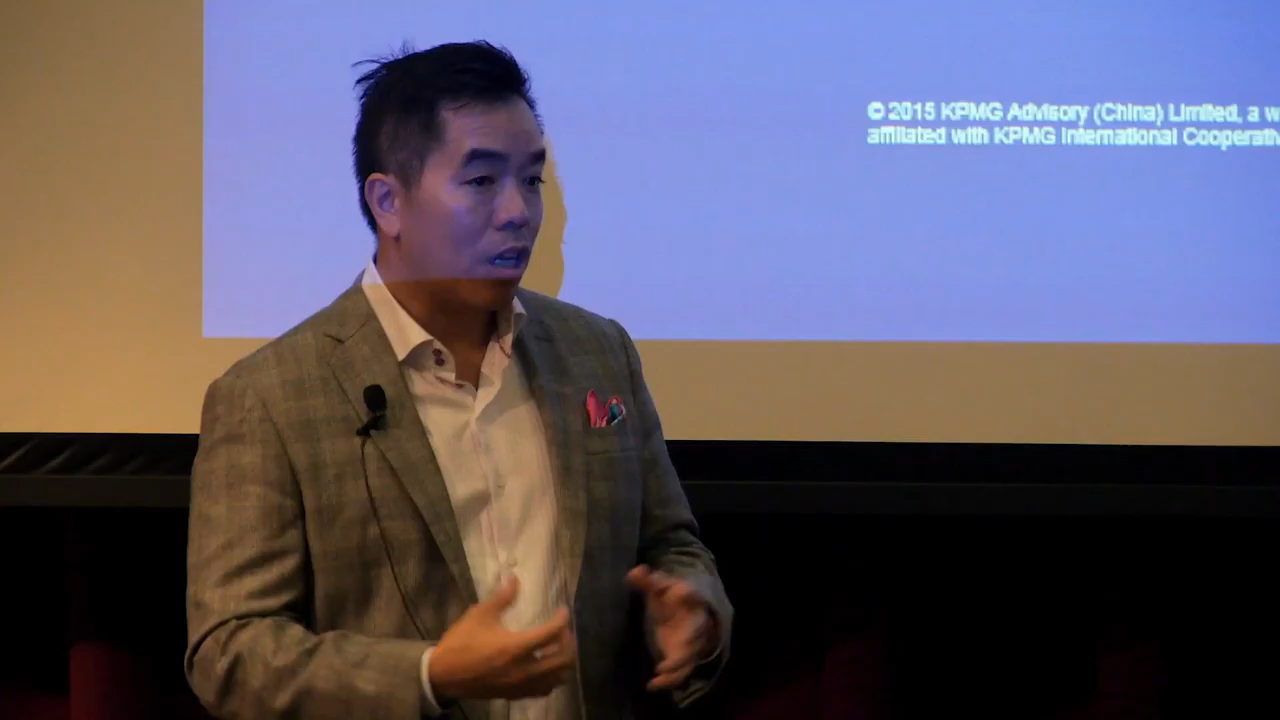 © 2015 KPMG Advisory (China) Limited, a w
affiliated with KPMG International Cooperativ